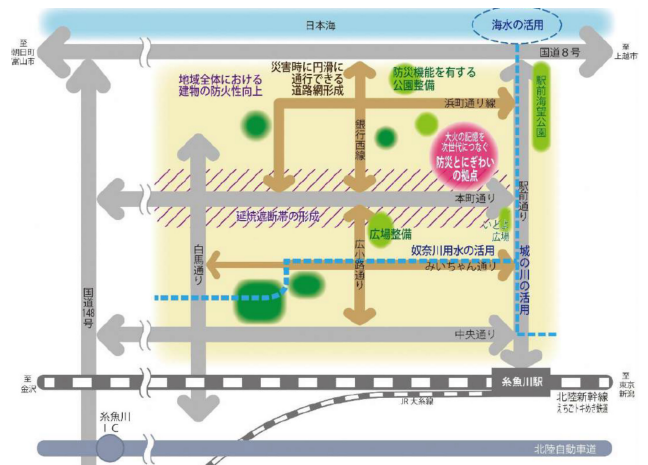 日本海
海水の活用
至
朝日町
富山市
国道8号
至
上越市
地域全体における
建物の防火性向上
災害時に円滑に
通行できる
道路網形成
防災機能を有する
公園整備
浜町通り線
駅前海望公園
銀行西線
大火の記憶を
次世代につなぐ
防災とにぎわい
の拠点
本町通り
駅前通り
延焼遮断帯の形成
広場整備
広場
白馬通り
広小路通り
奴奈川用水の活用
みいちゃん通り
城の川の活用
国道148号
中央通り
至
金沢
糸魚川駅
至
東京
新潟
北陸新幹線
えちごトキめき鉄道
JR大糸線
糸魚川
IC
北陸自動車道